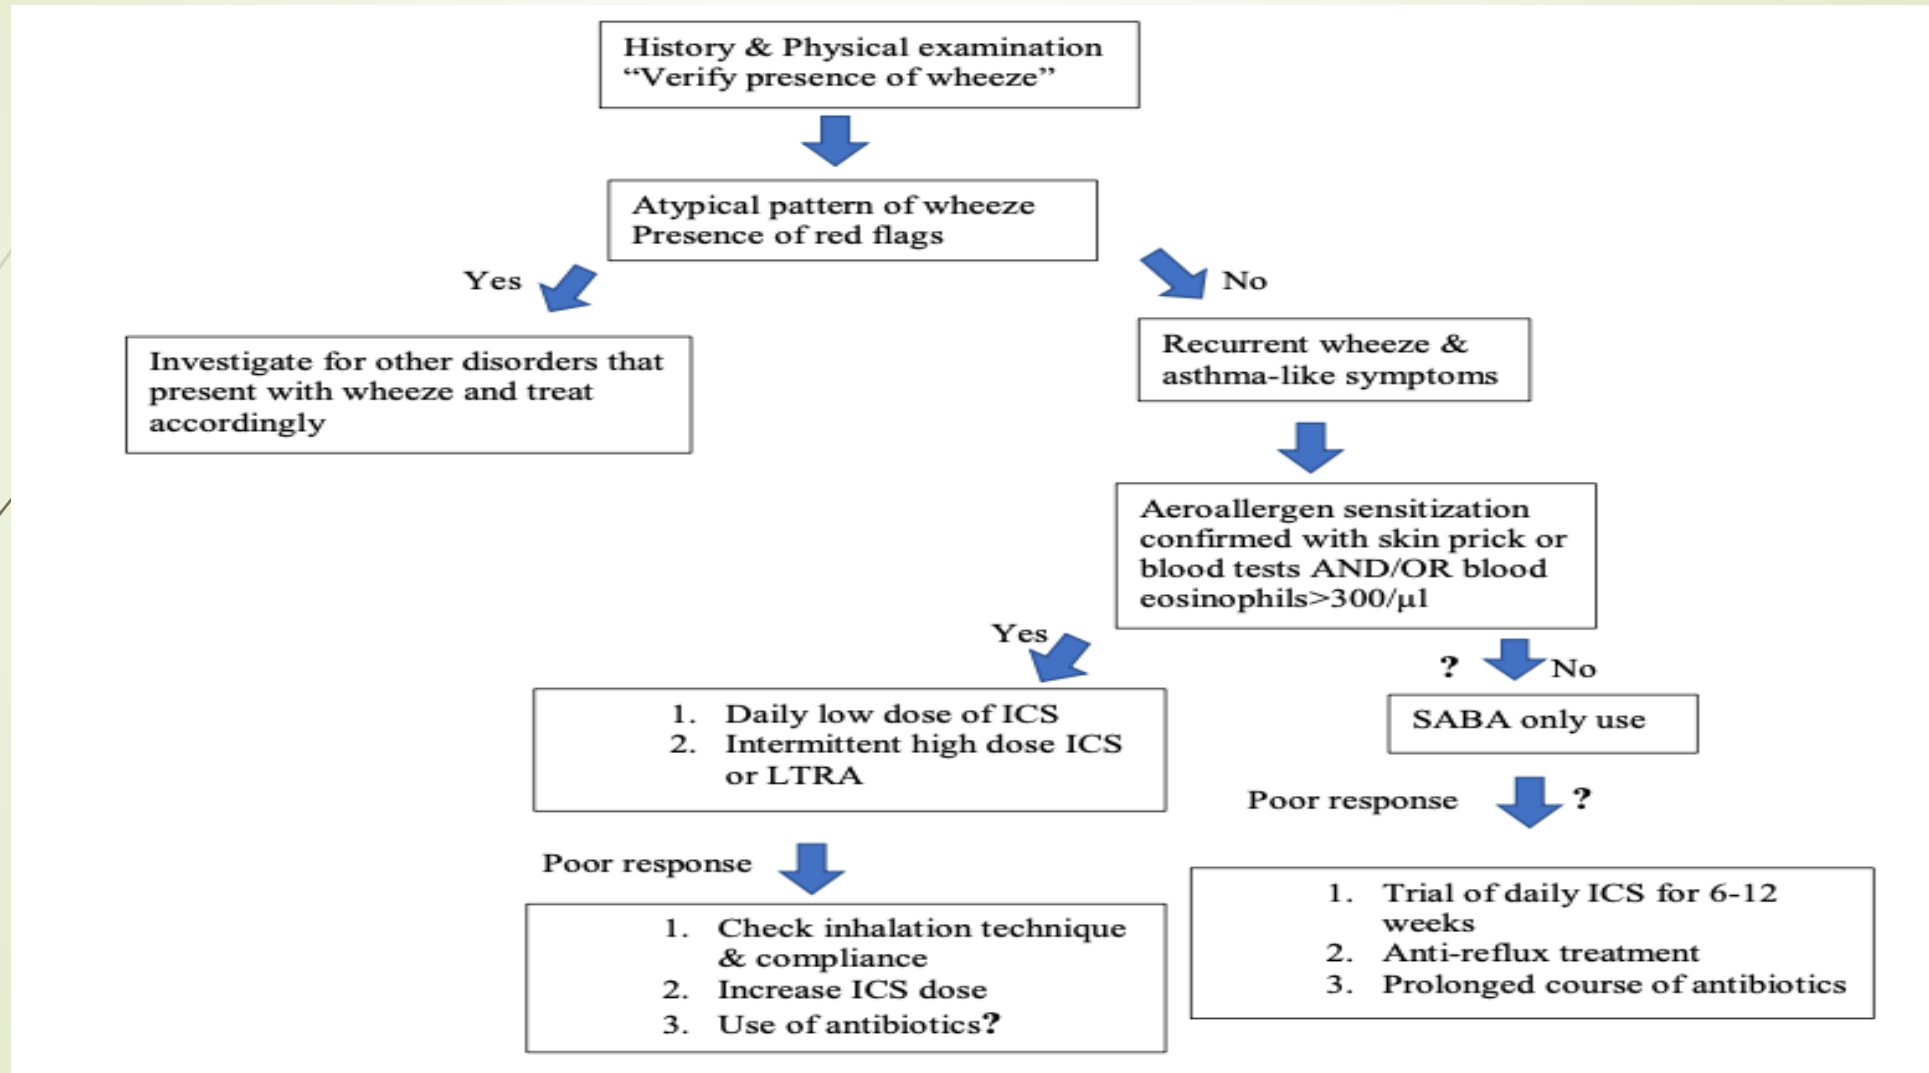 History & Physical examination
“Verify presence of wheeze”
Atypical pattern of wheeze
Presence of red flags
Yes
No
Investigate for other disorders that
present with wheeze and treat
accordingly
Recurrent wheeze &
asthma-like symptoms
Aeroallergen sensitization
confirmed with skin prick or
blood tests AND/OR blood
eosinophils>300/μl
Yes
? No
1. Daily low dose of ICS
2. Intermittent high dose ICS
or LTRA
SABA only use
Poor response
Poor response ?
1. Check inhalation technique
& compliance
2. Increase ICS dose
3. Use of antibiotics?
1. Trial of daily ICS for 6-12
weeks
2. Anti-reflux treatment
3. Prolonged course of antibiotics